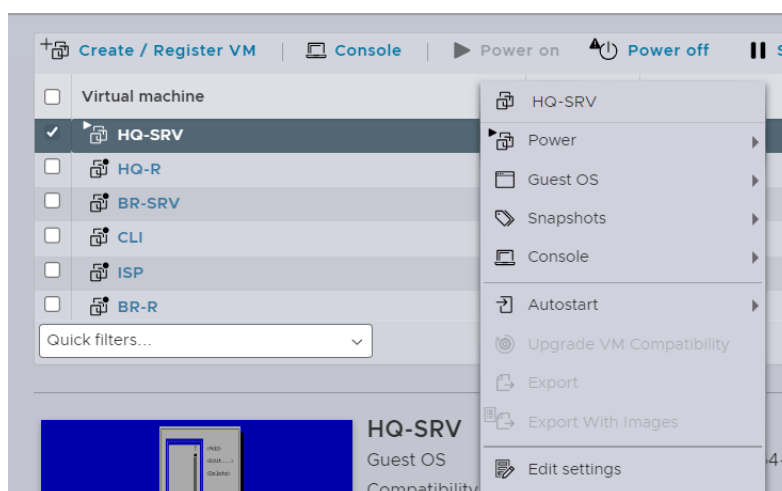 Create / Register VM
Console
Power on
Power off
S
Virtual machine
HQ-SRV
HQ-R
BR-SRV
CLI
ISP
BR-R
Quick filters...
HQ-SRV
Power
Guest OS
Snapshots
Console
Autostart
Upgrade VM Compatibility
Export
Export With Images
Edit settings
HQ-SRV
Guest OS
4-
Compatibility